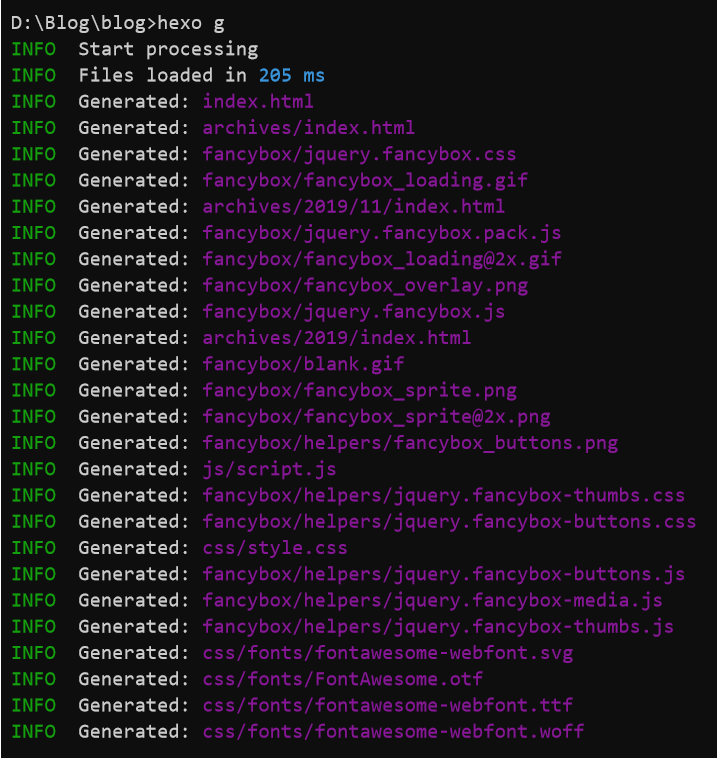 D:\Blog\blog>hexo g
INFO  Start processing
INFO  Files loaded in 205 ms
INFO  Generated: index.html
INFO  Generated: archives/index.html
INFO  Generated: fancybox/jquery.fancybox.css
INFO  Generated: fancybox/fancybox_loading.gif
INFO  Generated: archives/2019/11/index.html
INFO  Generated: fancybox/jquery.fancybox.pack.js
INFO  Generated: fancybox/fancybox_loading@2x.gif
INFO  Generated: fancybox/fancybox_overlay.png
INFO  Generated: fancybox/jquery.fancybox.js
INFO  Generated: archives/2019/index.html
INFO  Generated: fancybox/blank.gif
INFO  Generated: fancybox/fancybox_sprite.png
INFO  Generated: fancybox/fancybox_sprite@2x.png
INFO  Generated: fancybox/helpers/fancybox_buttons.png
INFO  Generated: js/script.js
INFO  Generated: fancybox/helpers/jquery.fancybox-thumbs.css
INFO  Generated: fancybox/helpers/jquery.fancybox-buttons.css
INFO  Generated: css/style.css
INFO  Generated: fancybox/helpers/jquery.fancybox-buttons.js
INFO  Generated: fancybox/helpers/jquery.fancybox-media.js
INFO  Generated: fancybox/helpers/jquery.fancybox-thumbs.js
INFO  Generated: css/fonts/fontawesome-webfont.svg
INFO  Generated: css/fonts/FontAwesome.otf
INFO  Generated: css/fonts/fontawesome-webfont.ttf
INFO  Generated: css/fonts/fontawesome-webfont.woff